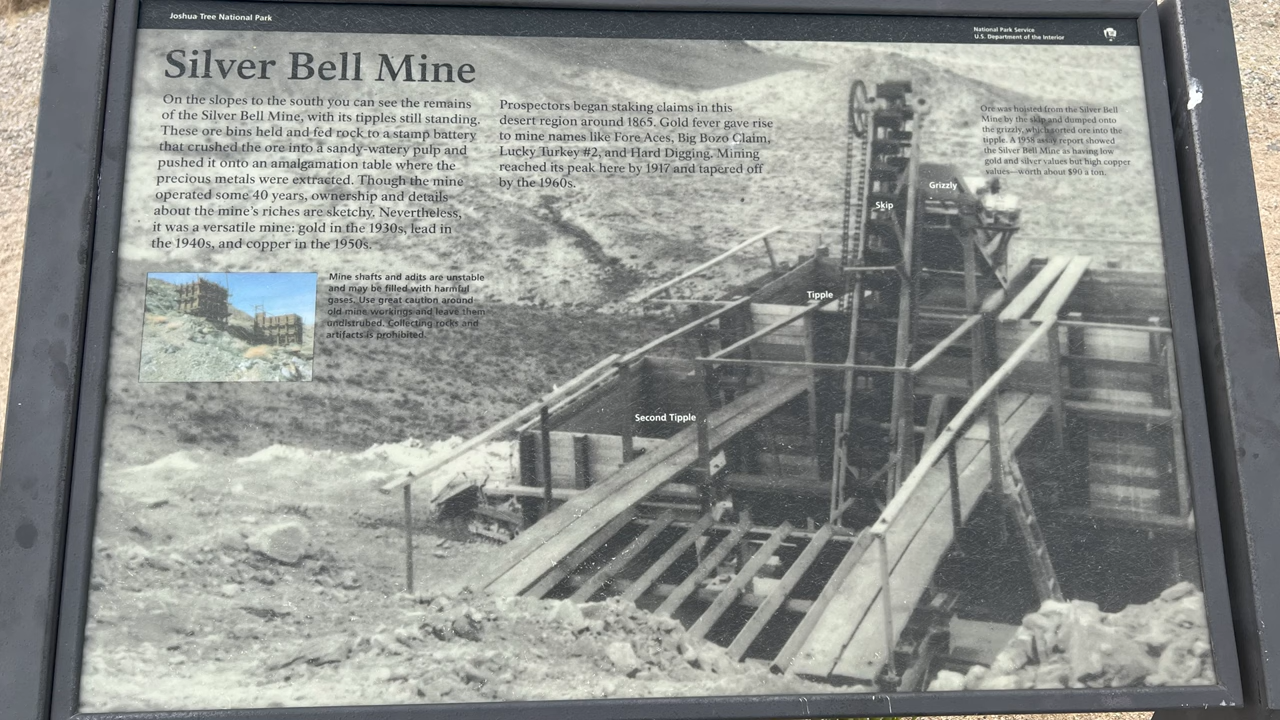 Joshua Tree National Park
National Park Service
U.S. Department of the Interior
Silver Bell Mine
On the slopes to the south you can see the remains
of the Silver Bell Mine, with its tipples still standing.
These ore bins held and fed rock to a stamp battery
that crushed the ore into a sandy-watery pulp and
pushed it onto an amalgamation table where the
precious metals were extracted. Though the mine
operated some 40 years, ownership and details
about the mine's riches are sketchy. Nevertheless,
it was a versatile mine: gold in the 1930s, lead in
the 1940s, and copper in the 1950s.
Prospectors began staking claims in this
desert region around 1865. Gold fever gave rise
to mine names like Fore Aces, Big Bozo Claim,
Lucky Turkey #2, and Hard Digging. Mining
reached its peak here by 1917 and tapered off
by the 1960s.
Ore was hoisted from the Silver Bell
Mine by the skip and dumped onto
the grizzly, which sorted ore into the
tipple. A 1958 assay report showed
the Silver Bell Mine as having low
gold and silver values but high copper
values—worth about $90 a ton.
Grizzly
Skip
Tipple
Second Tipple
Mine shafts and adits are unstable
and may be filled with harmful
gases. Use great caution around
old mine workings and leave them
undistrubed. Collecting rocks and
artifacts is prohibited.